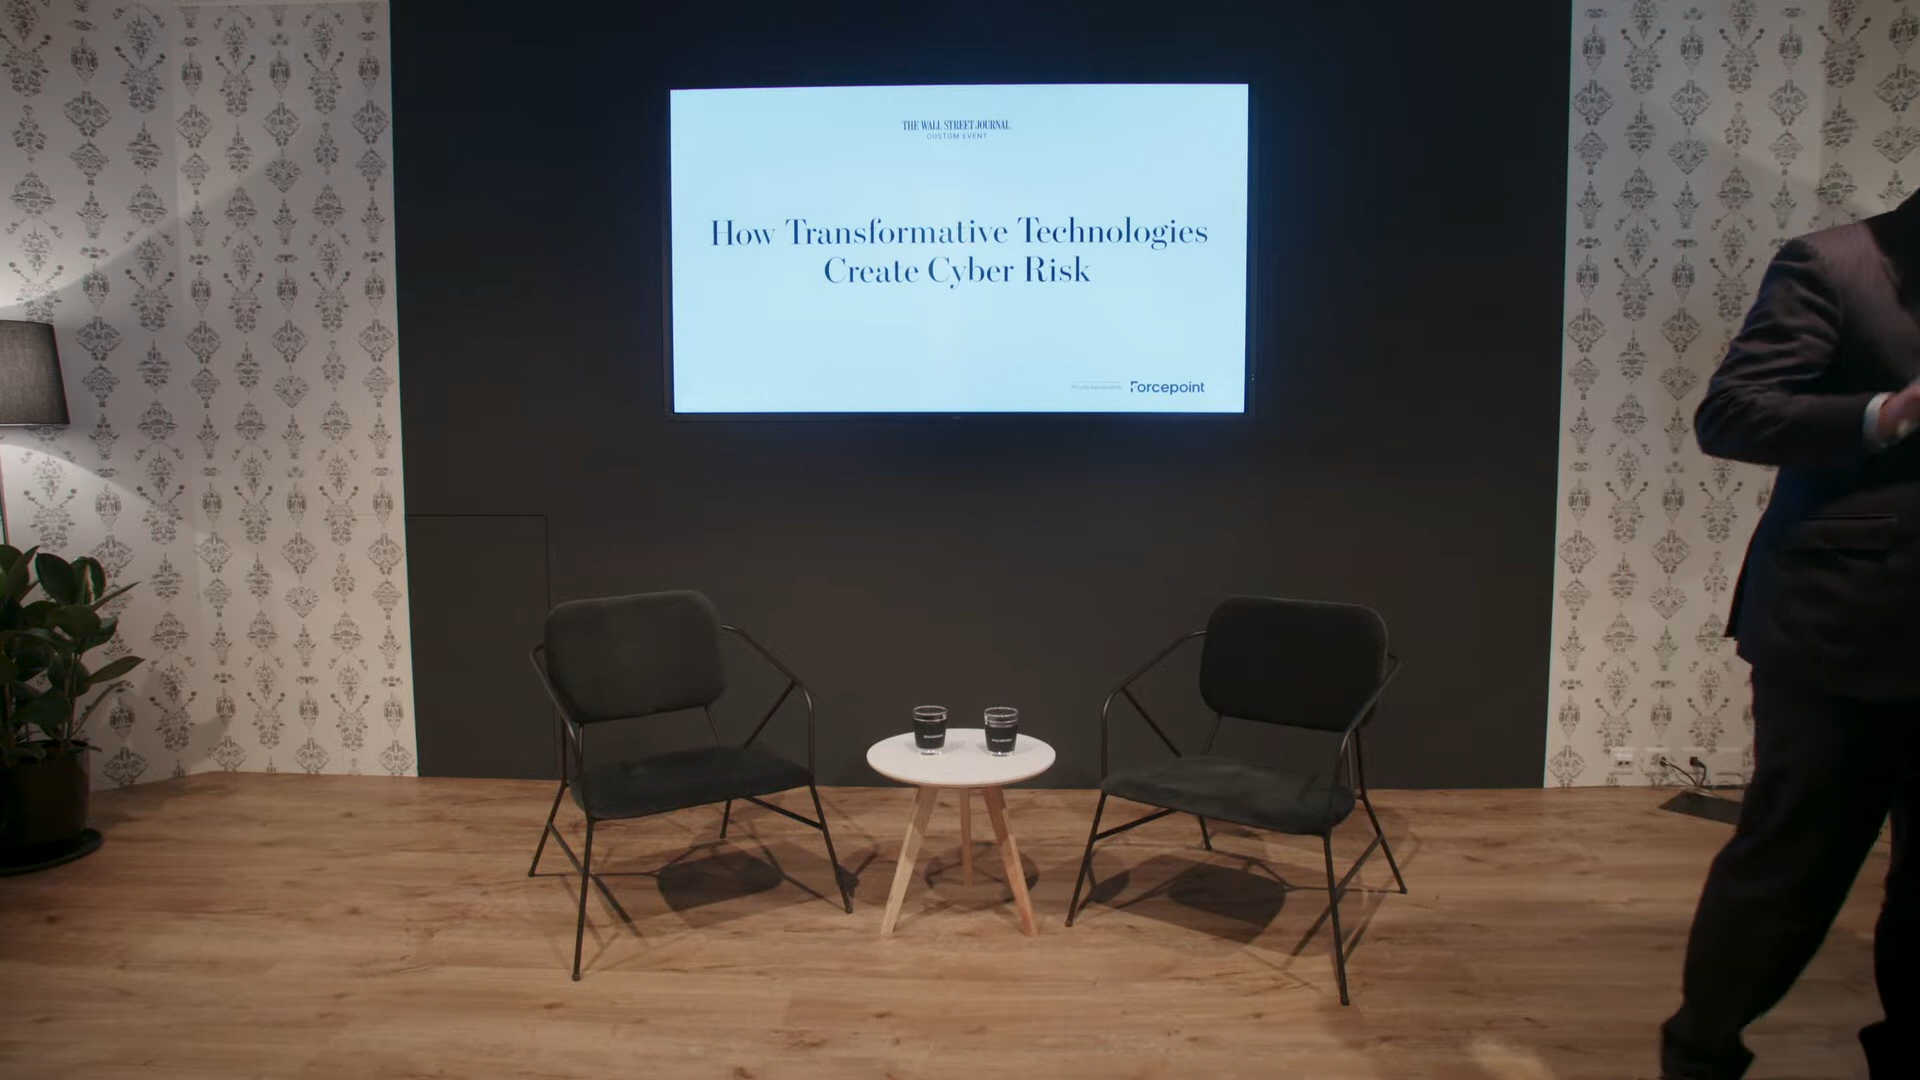 THE WALL STREET JOURNAL.
CUSTOM EVENT
How Transformative Technologies
Create Cyber Risk
Forcepoint